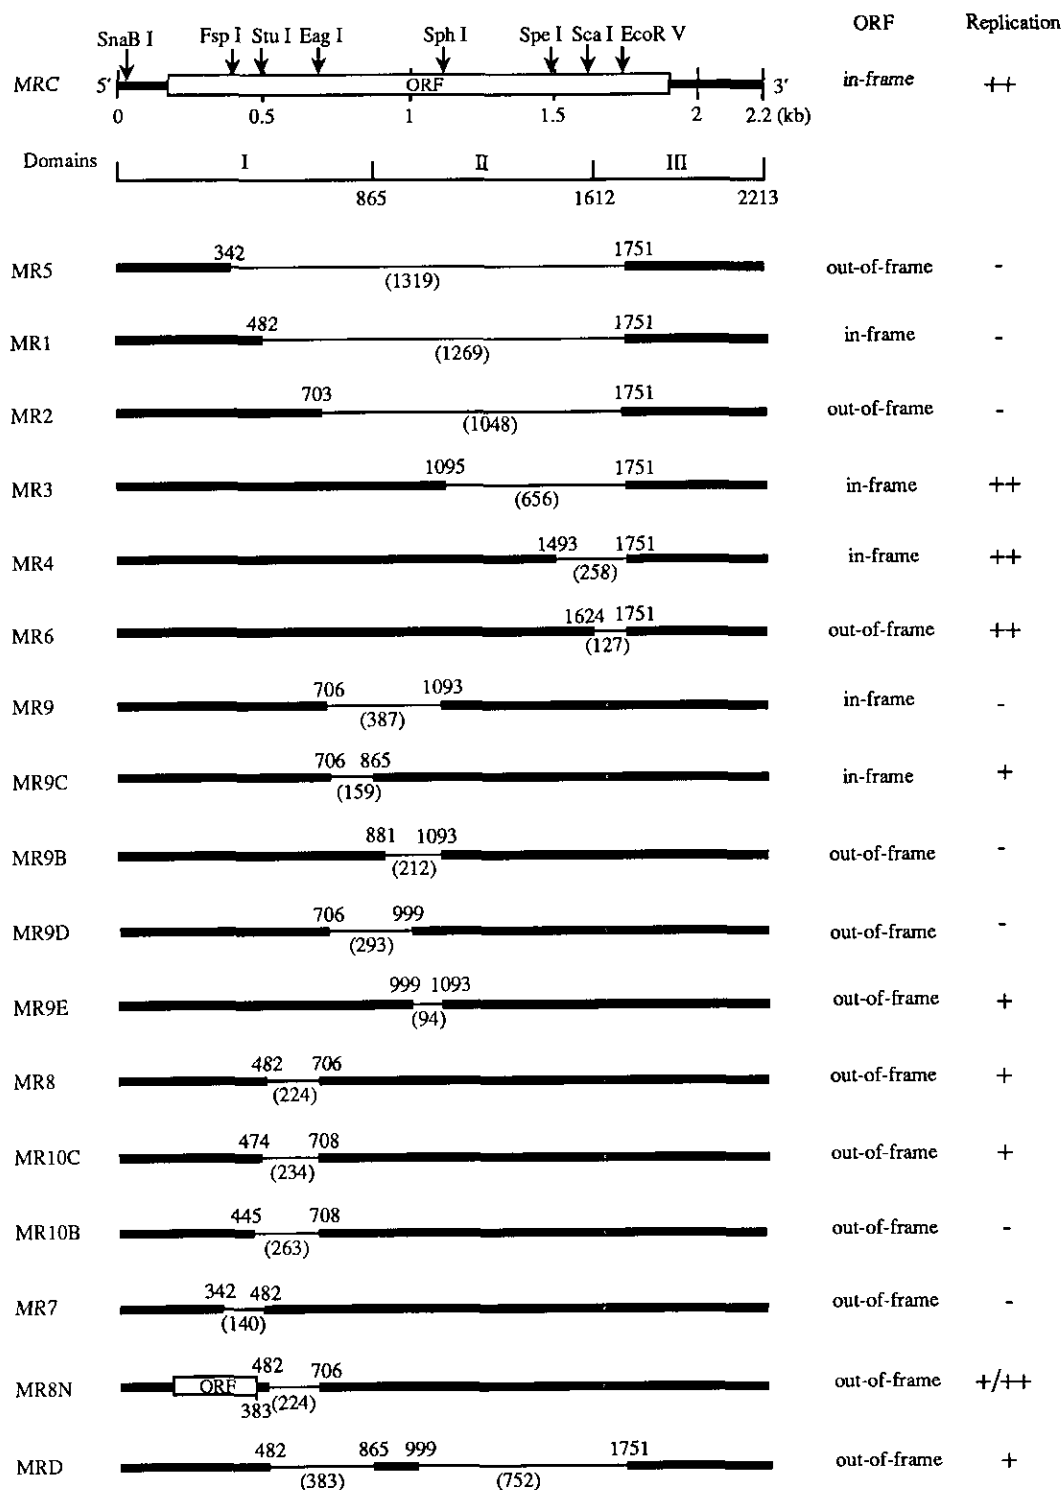 ORF Replication
SnaB I Fsp I Stu I Eag I Sph I Spe I Sca I EcoR V
MRC 5' ORF 3' in-frame ++
0 0.5 1 1.5 2 2.2 (kb)
Domains I II III
865 1612 2213
342 1751
MR5 out-of-frame -
(1319)
482 1751
MR1 in-frame -
(1269)
703 1751
MR2 out-of-frame -
(1048)
1095 1751
MR3 in-frame ++
(656)
1493 1751
MR4 in-frame ++
(258)
1624 1751
MR6 out-of-frame ++
(127)
706 1093
MR9 in-frame -
(387)
706 865
MR9C in-frame +
(159)
881 1093
MR9B out-of-frame -
(212)
706 999
MR9D out-of-frame -
(293)
999 1093
MR9E out-of-frame +
(94)
482 706
MR8 out-of-frame +
(224)
474 708
MR10C out-of-frame +
(234)
445 708
MR10B out-of-frame -
(263)
342 482
MR7 out-of-frame -
(140)
482 706
MR8N ORF out-of-frame +/++
383 (224)
482 865 999 1751
MRD out-of-frame +
(383) (752)